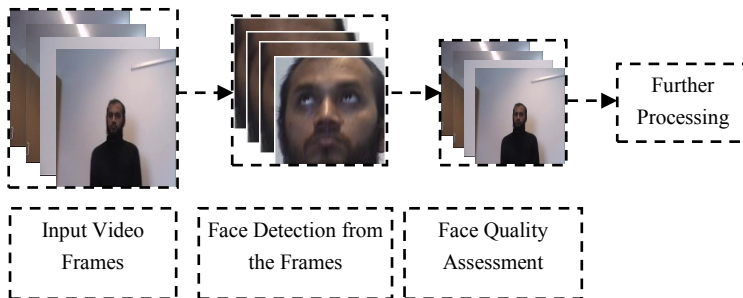 Further
Processing
Input Video
Frames
Face Detection from
the Frames
Face Quality
Assessment